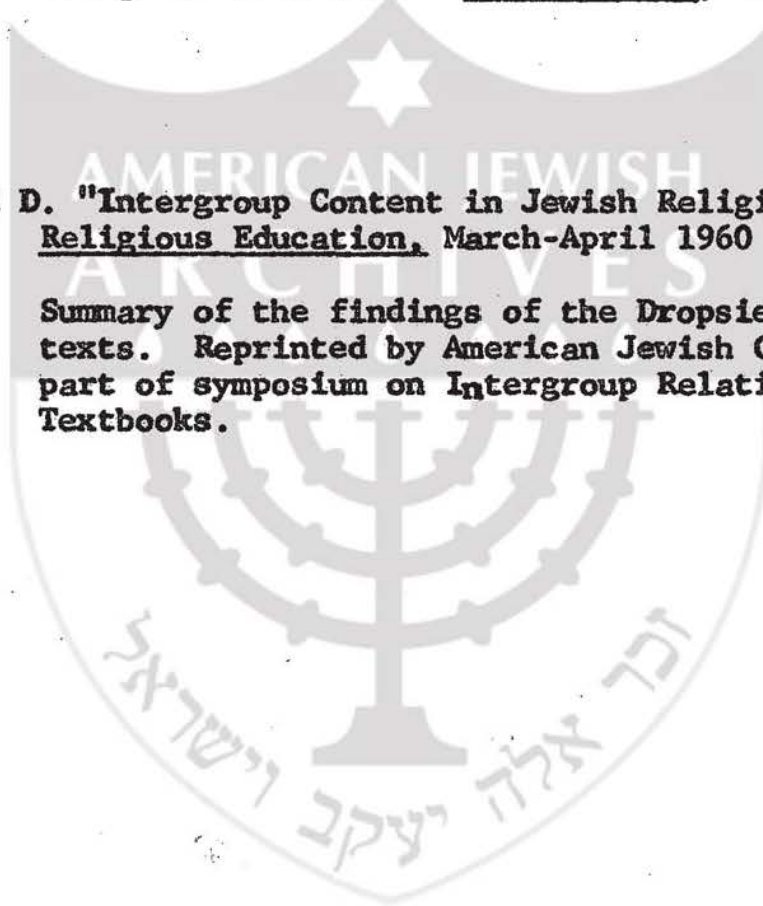 AMERICAN JEWISH
D. "Intergroup Content in Jewish Religi
Religious Education, March-April 1960
ARCHIVES
Summary of the findings of the Dropsie
texts. Reprinted by American Jewish
part of symposium on Intergroup Relati
Textbooks.
זכר אלה יעקב וישראל